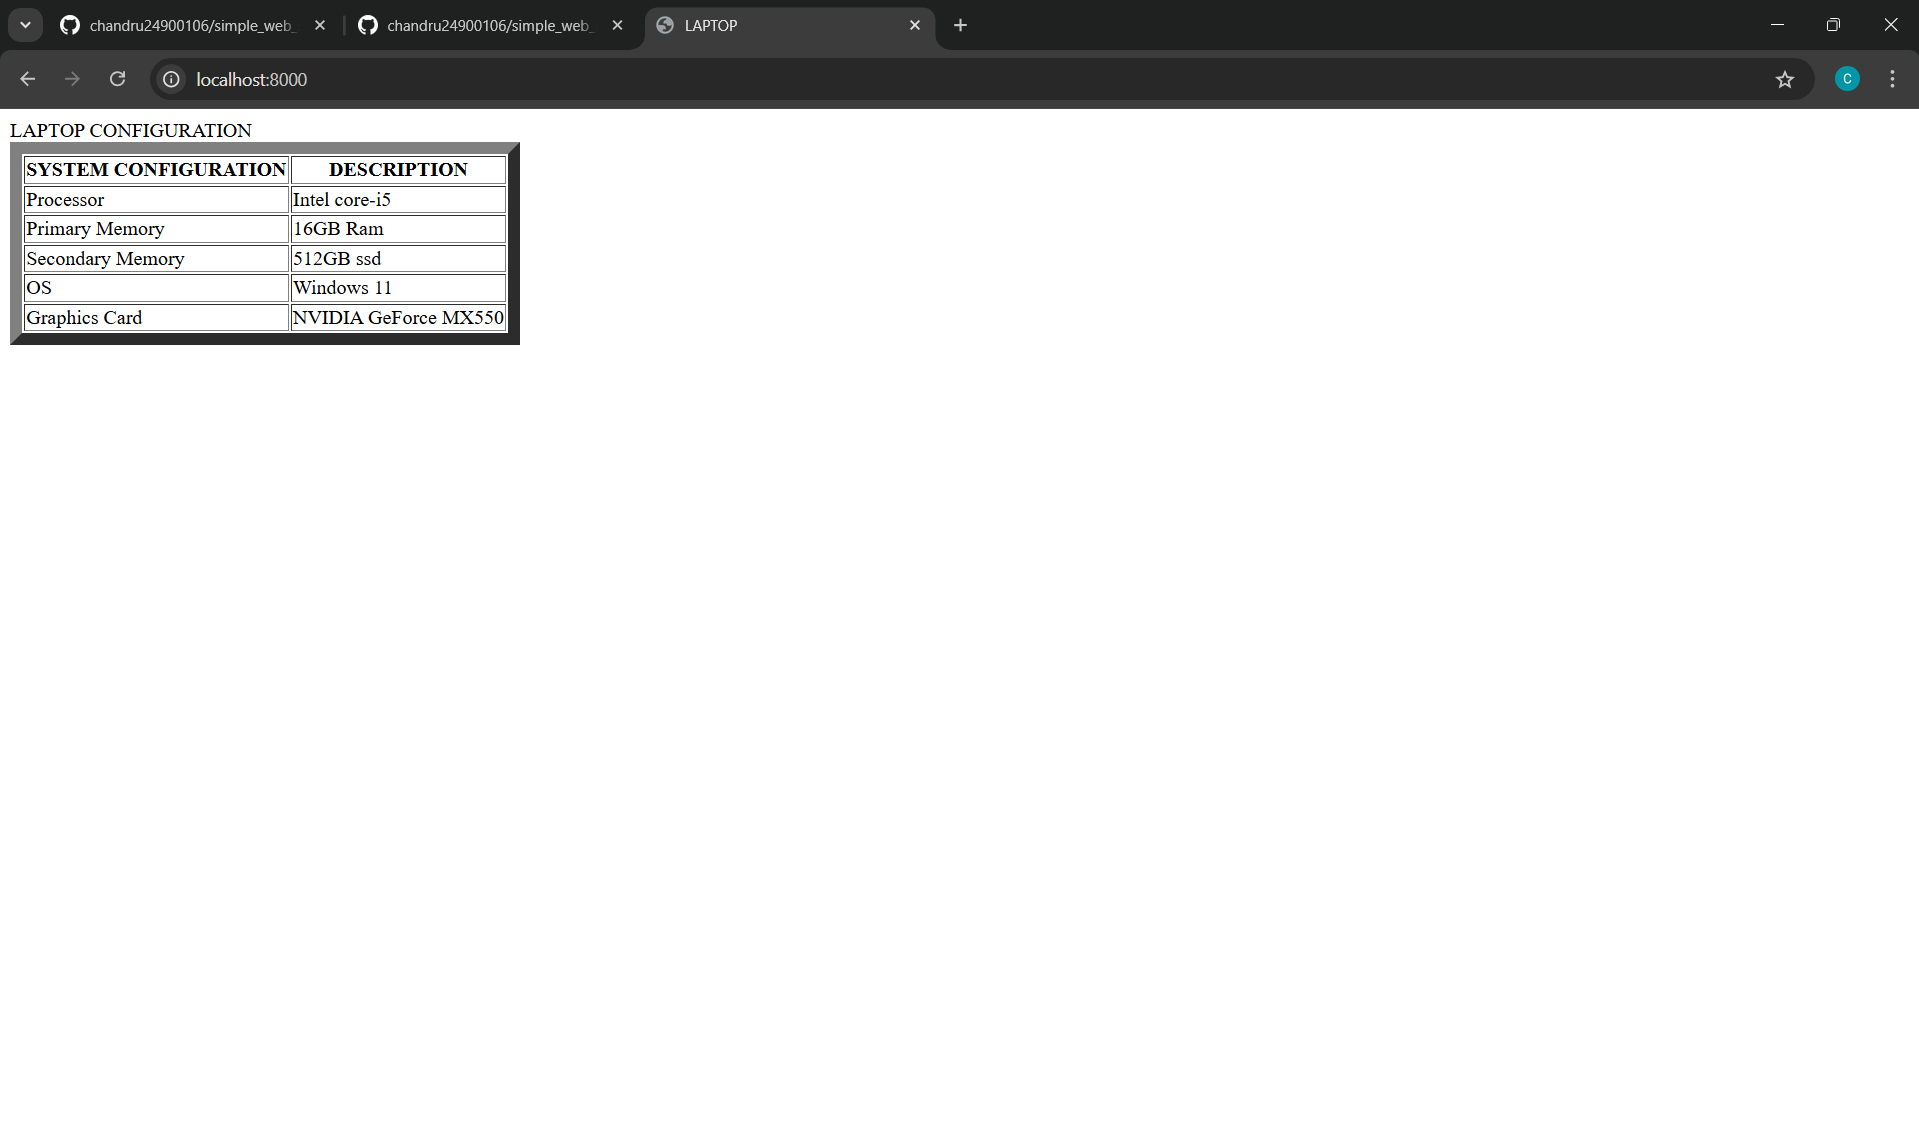 chandru24900106/simple_web_
chandru24900106/simple_web_
LAPTOP
localhost:8000
C
LAPTOP CONFIGURATION
SYSTEM CONFIGURATION DESCRIPTION
Processor Intel core-i5
Primary Memory 16GB Ram
Secondary Memory 512GB ssd
OS Windows 11
Graphics Card NVIDIA GeForce MX550